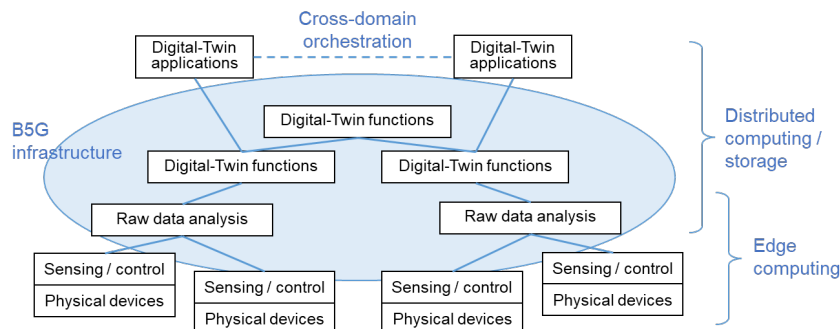 Cross-domain
orchestration
Digital-Twin
applications
Digital-Twin
applications
B5G
infrastructure
Digital-Twin functions
Digital-Twin functions
Digital-Twin functions
Distributed
computing /
storage
Raw data analysis
Raw data analysis
Sensing / control
Physical devices
Sensing / control
Physical devices
Sensing / control
Physical devices
Sensing / control
Physical devices
Edge
computing